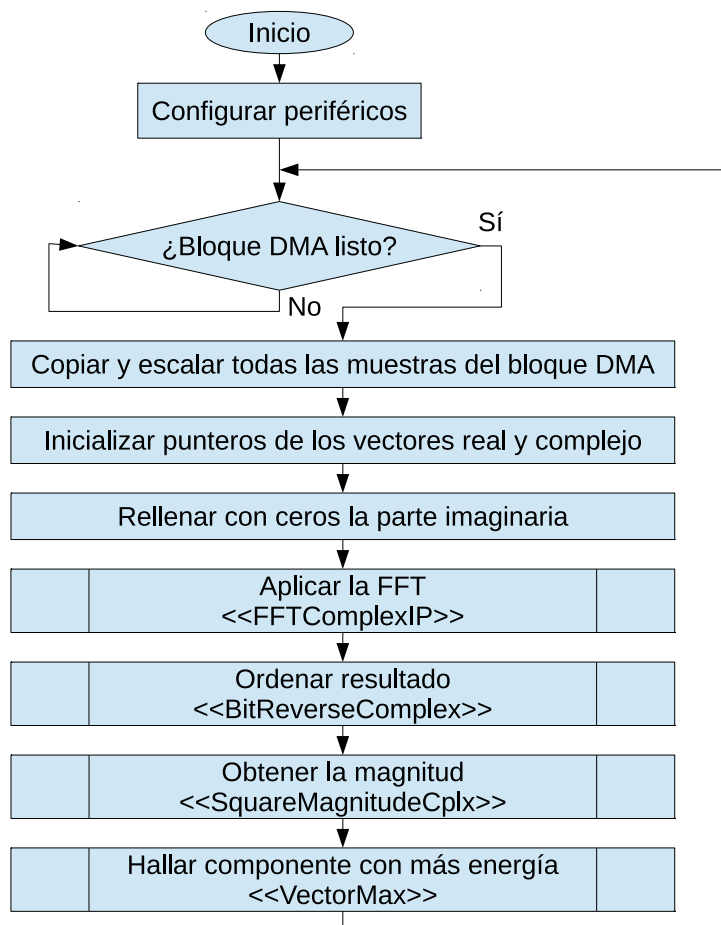 Inicio
Configurar periféricos
¿Bloque DMA listo?
Sí
No
Copiar y escalar todas las muestras del bloque DMA
Inicializar punteros de los vectores real y complejo
Rellenar con ceros la parte imaginaria
Aplicar la FFT
<<FFTComplexIP>>
Ordenar resultado
<<BitReverseComplex>>
Obtener la magnitud
<<SquareMagnitudeCplx>>
Hallar componente con más energía
<<VectorMax>>